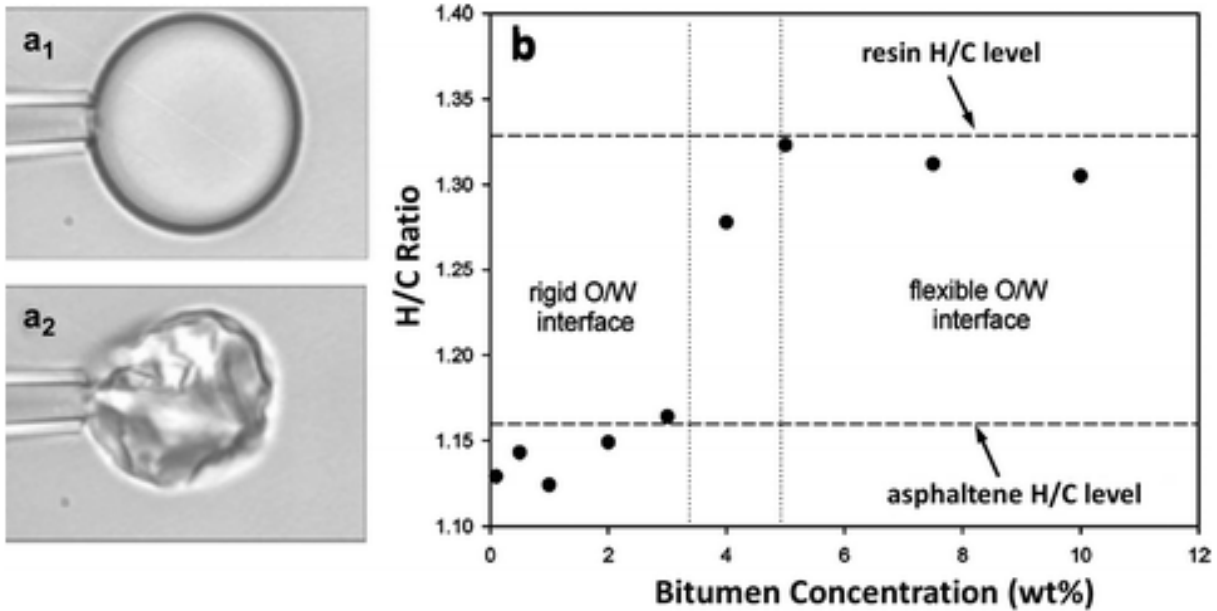 a1
a2
b
resin H/C level
rigid O/W
interface
flexible O/W
interface
asphaltene H/C level
H/C Ratio
1.40
1.35
1.30
1.25
1.20
1.15
1.10
0 2 4 6 8 10 12
Bitumen Concentration (wt%)